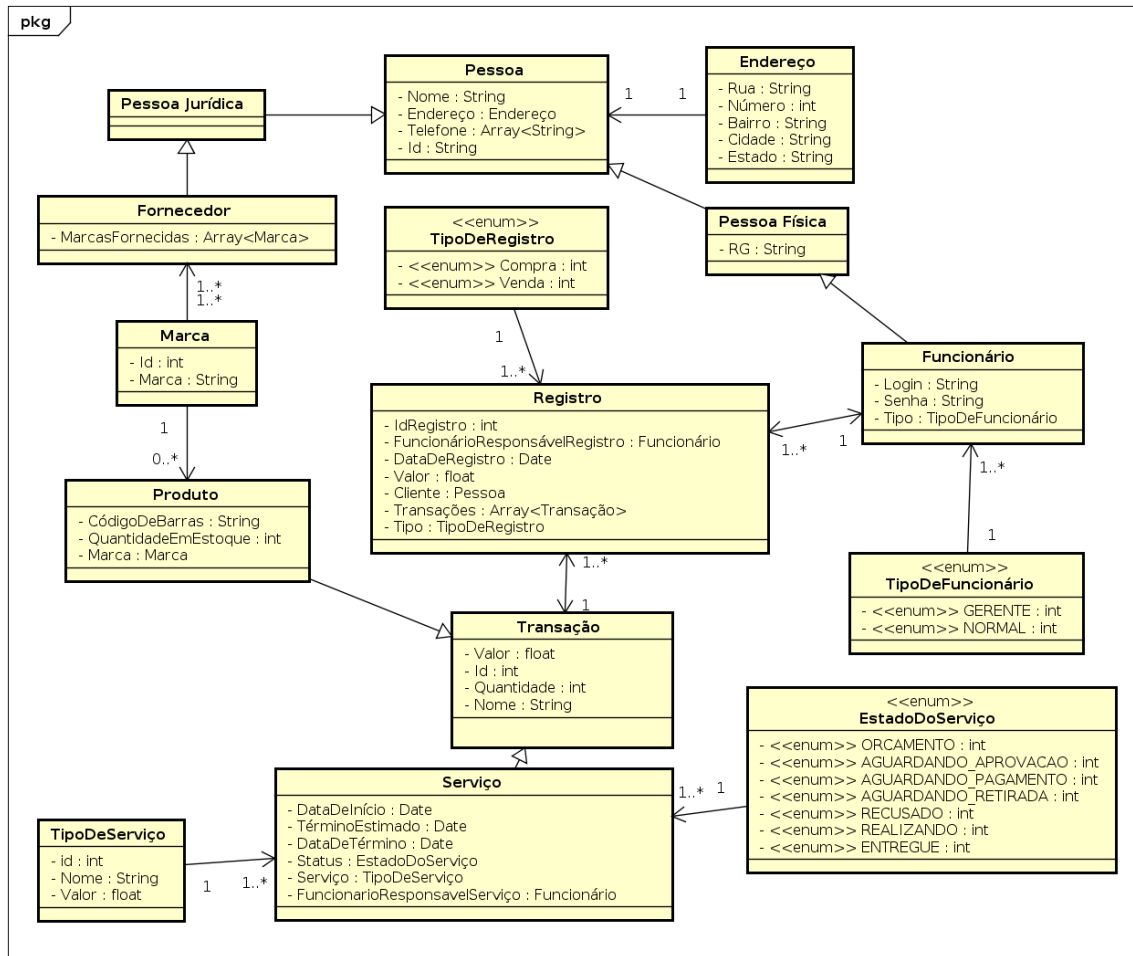 pkg
Pessoa
- Nome : String
- Endereço : Endereço
- Telefone : Array<String>
- Id : String
Endereço
- Rua : String
- Número : int
- Bairro : String
- Cidade : String
- Estado : String
1
1
Pessoa Jurídica
Fornecedor
- MarcasFornecidas : Array<Marca>
<<enum>>
TipoDeRegistro
- <<enum>> Compra : int
- <<enum>> Venda : int
Pessoa Física
- RG : String
1..*
1..*
Marca
- Id : int
- Marca : String
1
1..*
Funcionário
- Login : String
- Senha : String
- Tipo : TipoDeFuncionário
Registro
- IdRegistro : int
- FuncionárioResponsávelRegistro : Funcionário
- DataDeRegistro : Date
- Valor : float
- Cliente : Pessoa
- Transações : Array<Transação>
- Tipo : TipoDeRegistro
1..*
1
1
0..*
1..*
1
Produto
- CódigoDeBarras : String
- QuantidadeEmEstoque : int
- Marca : Marca
<<enum>>
TipoDeFuncionário
- <<enum>> GERENTE : int
- <<enum>> NORMAL : int
1..*
1
Transação
- Valor : float
- Id : int
- Quantidade : int
- Nome : String
<<enum>>
EstadoDoServiço
- <<enum>> ORCAMENTO : int
- <<enum>> AGUARDANDO_APROVACAO : int
- <<enum>> AGUARDANDO_PAGAMENTO : int
- <<enum>> AGUARDANDO_RETIRADA : int
- <<enum>> RECUSADO : int
- <<enum>> REALIZANDO : int
- <<enum>> ENTREGUE : int
1..*
1
Serviço
- DataDeInício : Date
- TérminoEstimado : Date
- DataDeTérmino : Date
- Status : EstadoDoServiço
- Serviço : TipoDeServiço
- FuncionarioResponsavelServiço : Funcionário
TipoDeServiço
- id : int
- Nome : String
- Valor : float
1
1..*